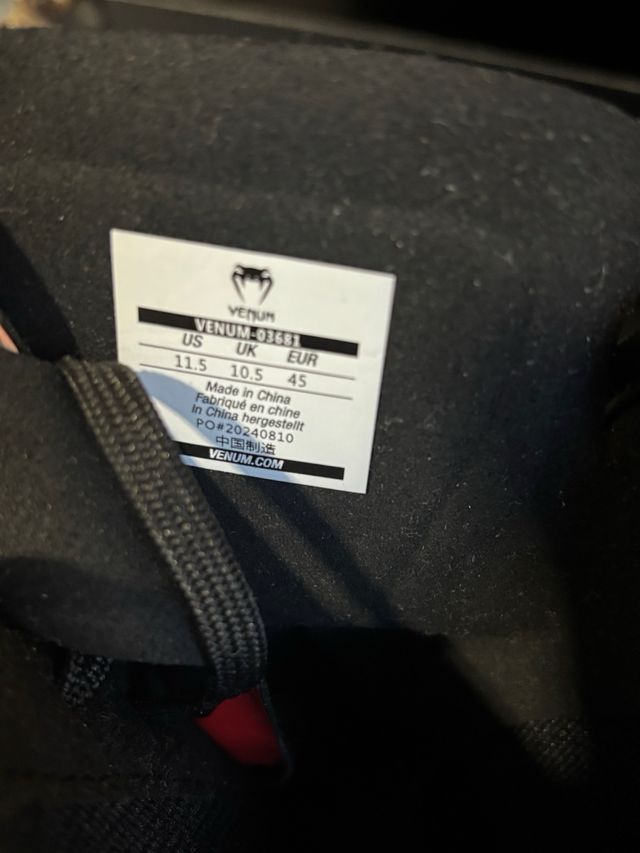 VENUM
VENUM-03681
US UK EUR
11.5 10.5 45
Made in China
Fabriqué en chine
In China hergestellt
PO#20240810
中国制造
VENUM.COM